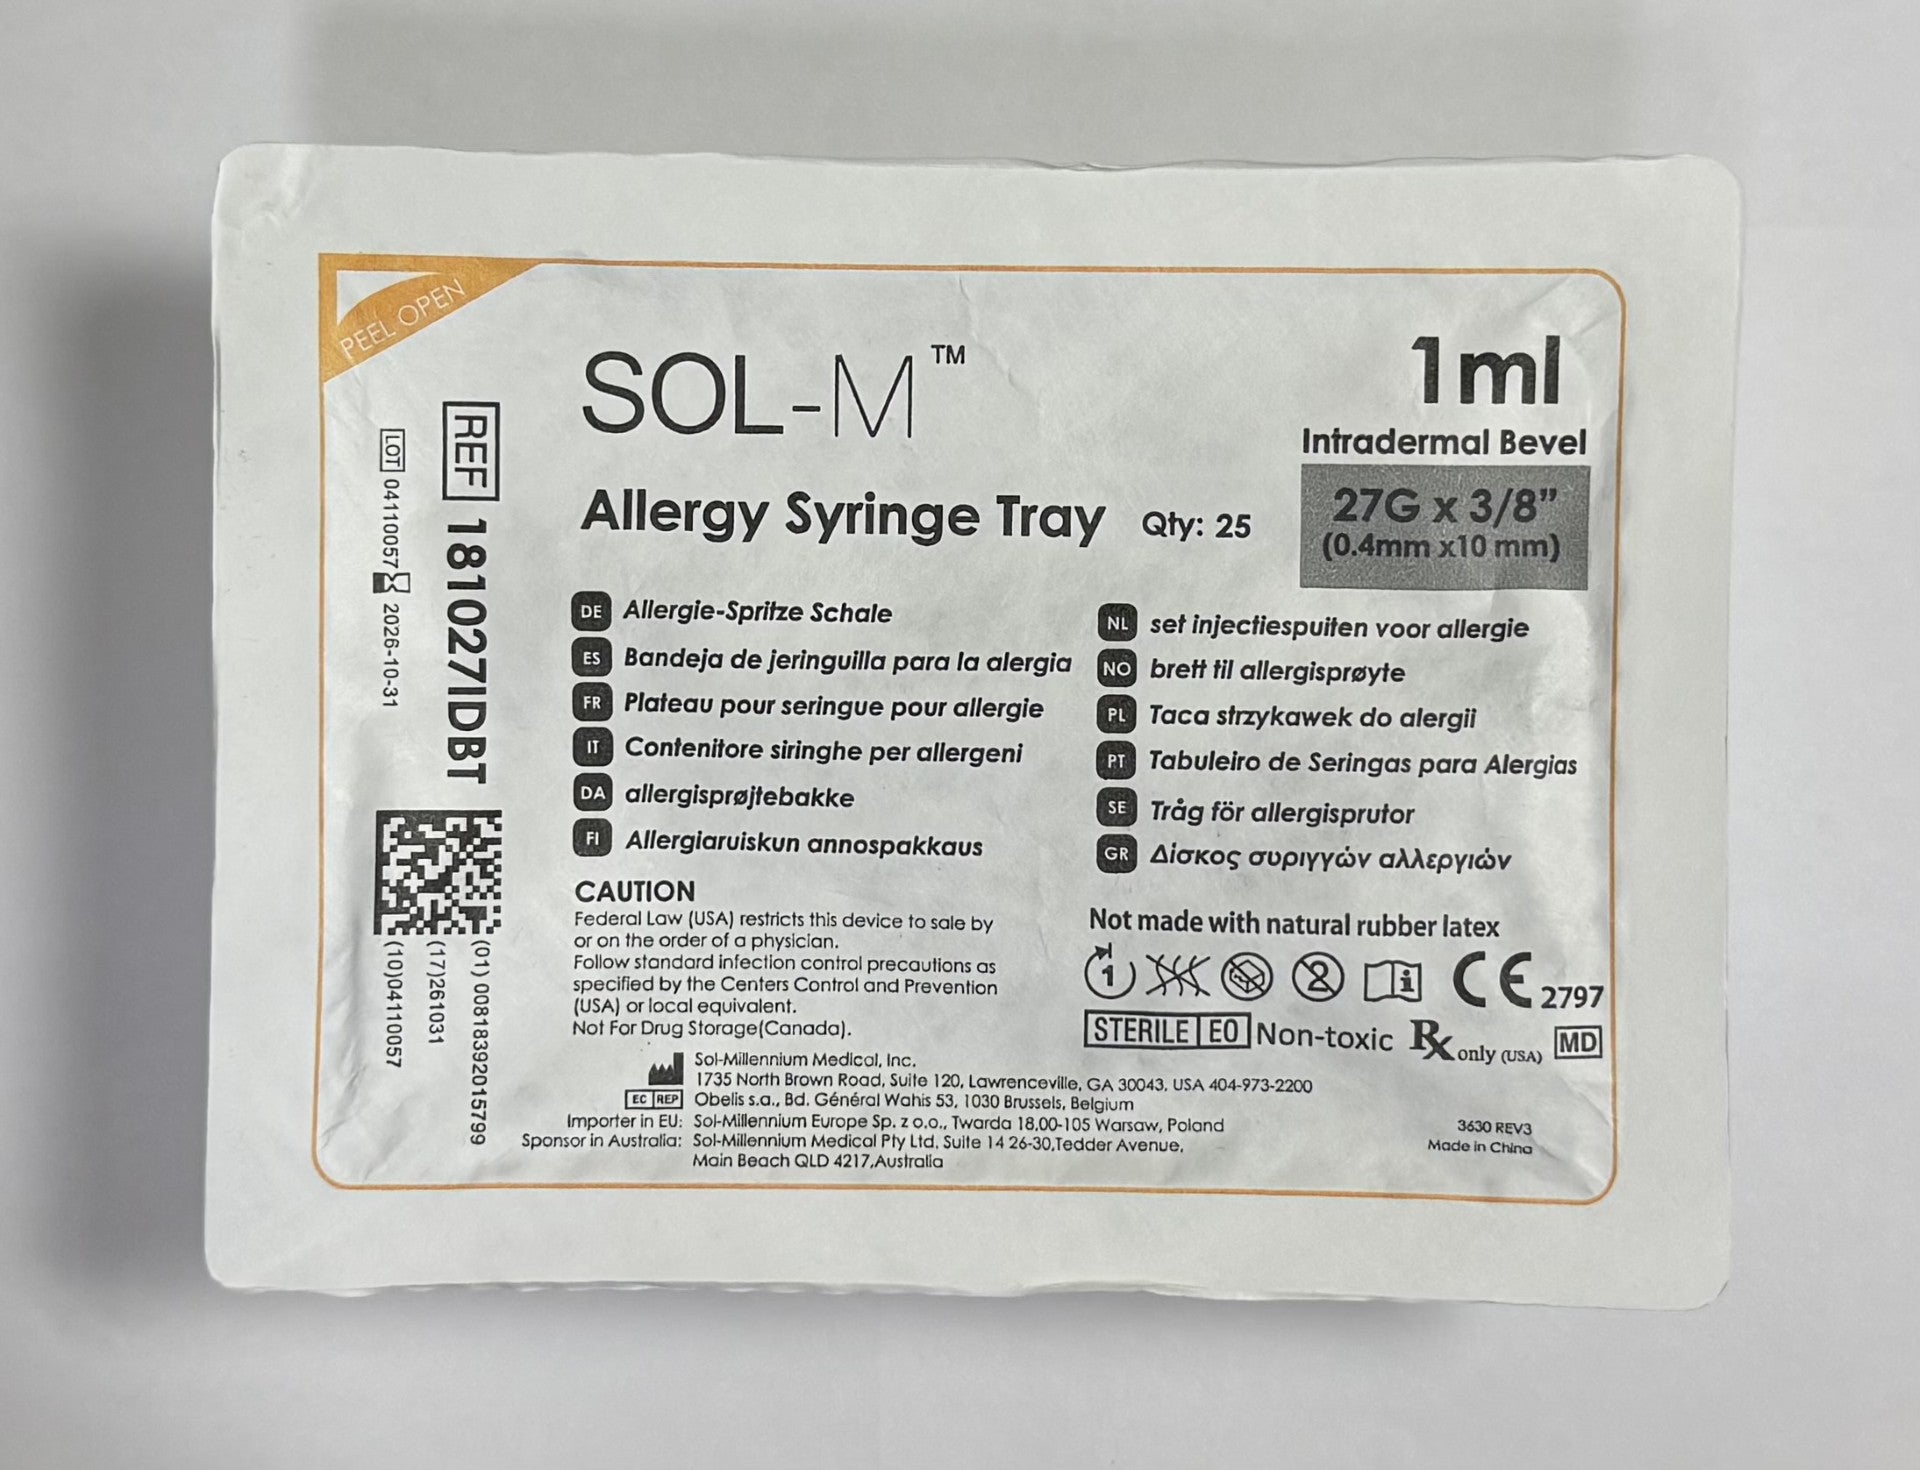 PEEL OPEN
REF 181027IDBT
LOT 04110057 2026-10-31
(01) 00818392015799
(17)261031
(10)04110057
SOL-M™
Allergy Syringe Tray Qty: 25
1ml
Intradermal Bevel
27G x 3/8”
(0.4mm x10 mm)
DE Allergie-Spritze Schale
ES Bandeja de jeringuilla para la alergia
FR Plateau pour seringue pour allergie
IT Contenitore siringhe per allergeni
DA allergisprøjtebakke
FI Allergiaruiskun annospakkaus
NL set injectiespuiten voor allergie
NO brett til allergisprøyte
PL Taca strzykawek do alergii
PT Tabuleiro de Seringas para Alergias
SE Tråg för allergisprutor
GR Δίσκος συριγγών αλλεργιών
CAUTION
Federal Law (USA) restricts this device to sale by
or on the order of a physician.
Follow standard infection control precautions as
specified by the Centers Control and Prevention
(USA) or local equivalent.
Not For Drug Storage(Canada).
Not made with natural rubber latex
1 2 i CE 2797
STERILE EO Non-toxic Rx only (USA) MD
Sol-Millennium Medical, Inc.
1735 North Brown Road, Suite 120, Lawrenceville, GA 30043, USA 404-973-2200
EC REP Obelis s.a., Bd. Général Wahis 53, 1030 Brussels, Belgium
Importer in EU: Sol-Millennium Europe Sp. z o.o., Twarda 18,00-105 Warsaw, Poland
Sponsor in Australia: Sol-Millennium Medical Pty Ltd, Suite 14 26-30,Tedder Avenue,
Main Beach QLD 4217,Australia
3630 REV3
Made in China